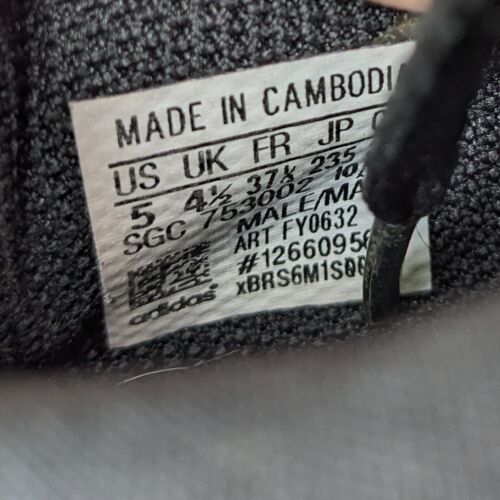 MADE IN CAMBODIA
US UK FR JP
5 4½ 37⅓ 235
SGC 753002 10
MALE/MA
ART FY0632
#12660956
xBRS6M1S0
adidas